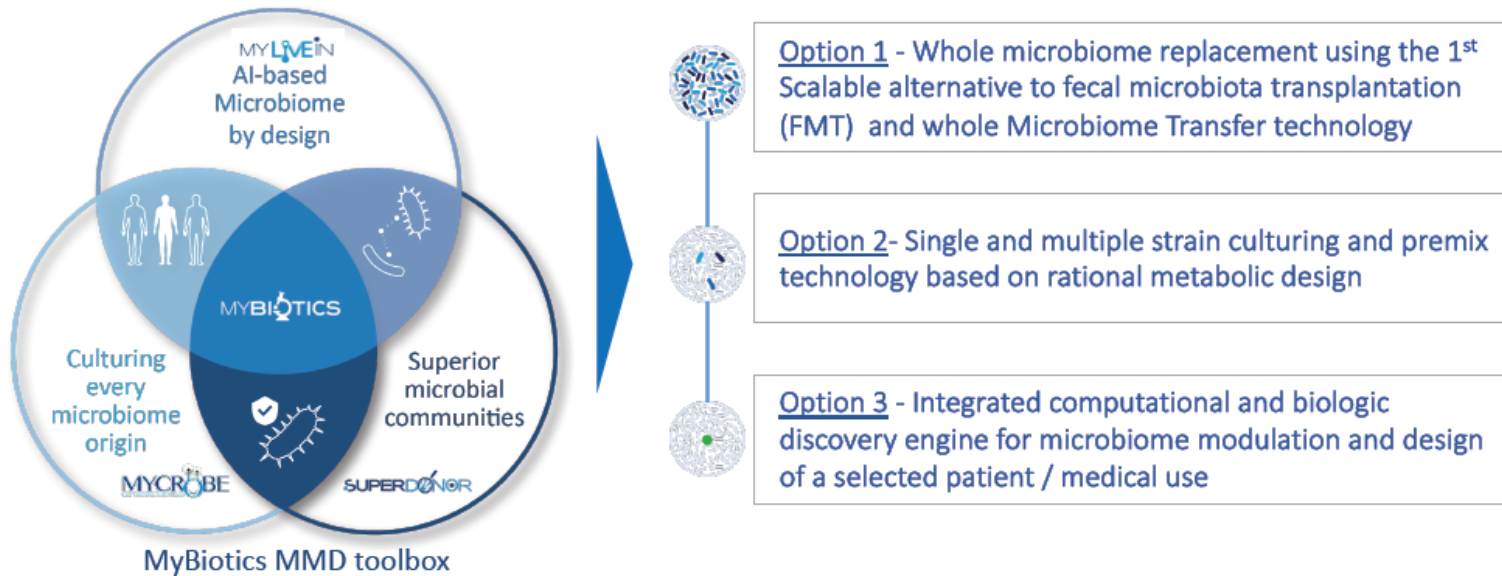 MYLIVEIN
AI-based
Microbiome
by design
MYBIOTICS
Culturing
every
microbiome
origin
MYCROBE
Superior
microbial
communities
SUPERDONOR
MyBiotics MMD toolbox
Option 1 - Whole microbiome replacement using the 1st
Scalable alternative to fecal microbiota transplantation
(FMT) and whole Microbiome Transfer technology
Option 2- Single and multiple strain culturing and premix
technology based on rational metabolic design
Option 3 - Integrated computational and biologic
discovery engine for microbiome modulation and design
of a selected patient / medical use